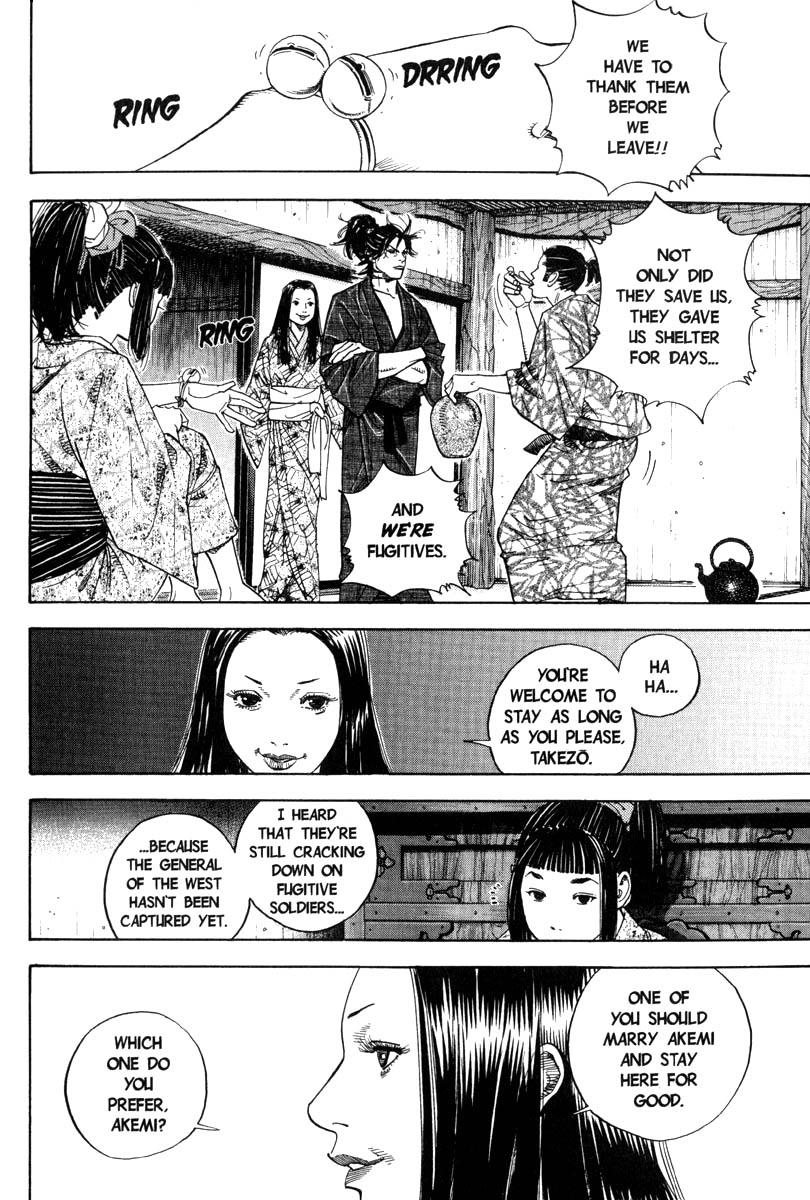 WE
HAVE TO
THANK THEM
BEFORE
WE
LEAVE!!
DRRING
RING
NOT
ONLY DID
THEY SAVE US,
THEY GAVE
US SHELTER
FOR DAYS...
AND
WE'RE
FUGITIVES.
RING
HA
HA...
YOU'RE
WELCOME TO
STAY AS LONG
AS YOU PLEASE,
TAKEZŌ.
I HEARD
THAT THEY'RE
STILL CRACKING
DOWN ON
FUGITIVE
SOLDIERS...
...BECAUSE
THE GENERAL
OF THE WEST
HASN'T BEEN
CAPTURED YET.
ONE OF
YOU SHOULD
MARRY AKEMI
AND STAY
HERE FOR
GOOD.
WHICH
ONE DO
YOU
PREFER,
AKEMI?